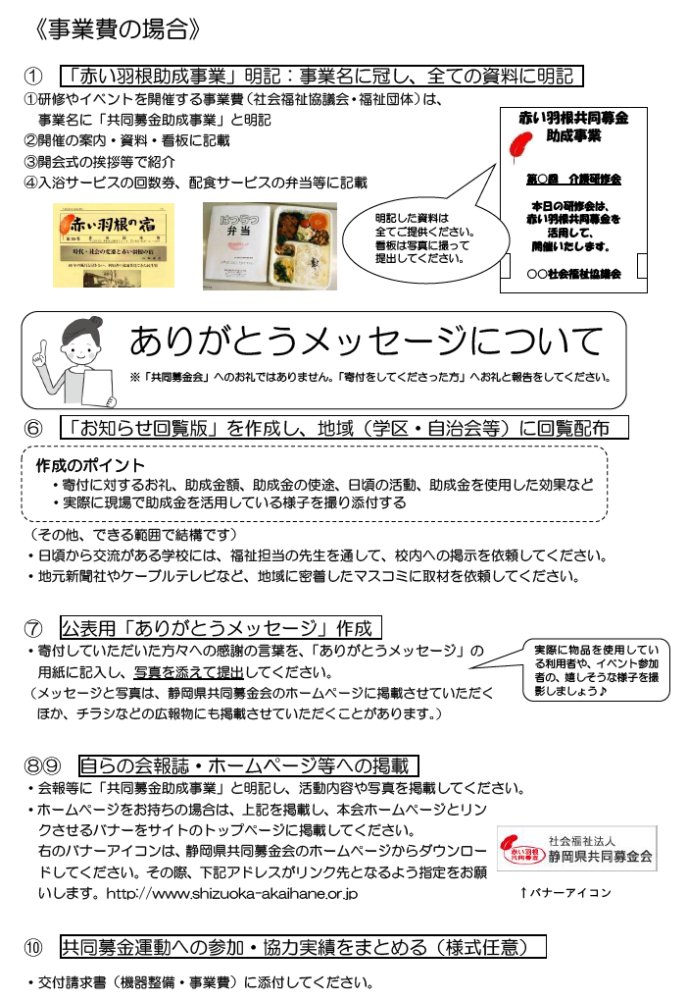 《事業費の場合》
① 「赤い羽根助成事業」明記：事業名に冠し、全ての資料に明記
①研修やイベントを開催する事業費（社会福祉協議会・福祉団体）は、
事業名に「共同募金助成事業」と明記
②開催の案内・資料・看板に記載
③開会式の挨拶等で紹介
④入浴サービスの回数券、配食サービスの弁当等に記載
赤い羽根の宿
時代・社会の変遷と赤い羽根の宿
はつらつ
弁当
明記した資料は
全てご提供ください。
看板は写真に撮って
提出してください。
赤い羽根共同募金
助成事業
第○回 介護研修会
本日の研修会は、
赤い羽根共同募金を
活用して、
開催いたします。
○○社会福祉協議会
ありがとうメッセージについて
※「共同募金会」へのお礼ではありません。「寄付をしてくださった方」へお礼と報告をしてください。
⑥ 「お知らせ回覧版」を作成し、地域（学区・自治会等）に回覧配布
作成のポイント
・寄付に対するお礼、助成金額、助成金の使途、日頃の活動、助成金を使用した効果など
・実際に現場で助成金を活用している様子を撮り添付する
（その他、できる範囲で結構です）
・日頃から交流がある学校には、福祉担当の先生を通して、校内への掲示を依頼してください。
・地元新聞社やケーブルテレビなど、地域に密着したマスコミに取材を依頼してください。
⑦ 公表用「ありがとうメッセージ」作成
・寄付していただいた方々への感謝の言葉を、「ありがとうメッセージ」の
用紙に記入し、写真を添えて提出してください。
（メッセージと写真は、静岡県共同募金会のホームページに掲載させていただく
ほか、チラシなどの広報物にも掲載させていただくことがあります。）
実際に物品を使用してい
る利用者や、イベント参加
者の、嬉しそうな様子を撮
影しましょう♪
⑧⑨ 自らの会報誌・ホームページ等への掲載
・会報等に「共同募金助成事業」と明記し、活動内容や写真を掲載してください。
・ホームページをお持ちの場合は、上記を掲載し、本会ホームページとリン
クさせるバナーをサイトのトップページに掲載してください。
右のバナーアイコンは、静岡県共同募金会のホームページからダウンロー
ドしてください。その際、下記アドレスがリンク先となるよう指定をお願
いします。http://www.shizuoka-akaihane.or.jp
赤い羽根
共同募金
社会福祉法人
静岡県共同募金会
↑バナーアイコン
⑩ 共同募金運動への参加・協力実績をまとめる（様式任意）
・交付請求書（機器整備・事業費）に添付してください。